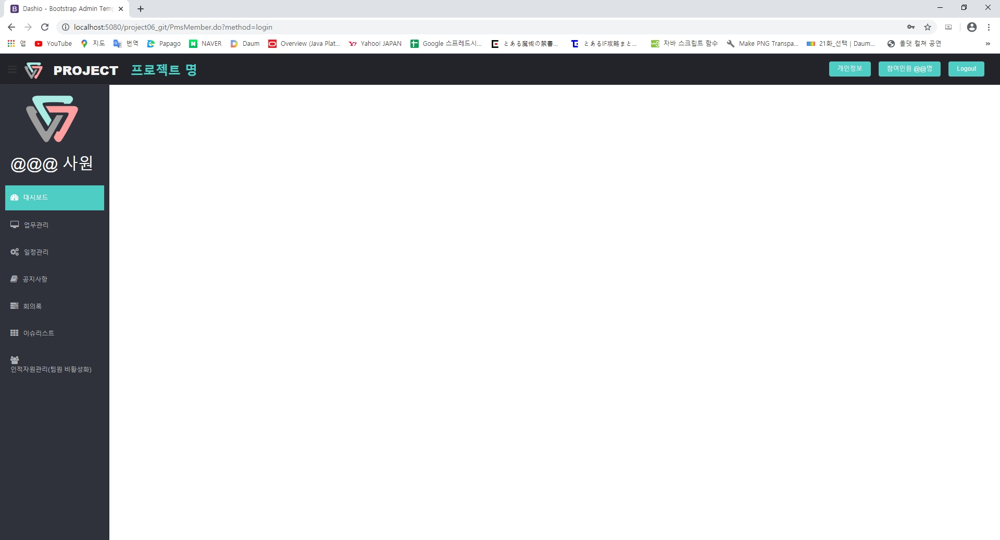 Dashio - Bootstrap Admin Temp
localhost:5080/project06_git/PmsMember.do?method=login
앱 YouTube 지도 번역 Papago NAVER Daum Overview (Java Plat... Yahoo! JAPAN Google 스프레드시... とある魔術の禁書... とあるIF攻略まと... 자바 스크립트 함수 Make PNG Transpa... 21화_선택 | Daum... 올댓 컬쳐 공연 »
PROJECT 프로젝트 명 개인정보 참여인원 @@명 Logout
@@@ 사원
대시보드
업무관리
일정관리
공지사항
회의록
이슈리스트
인적자원관리(팀원 비활성화)